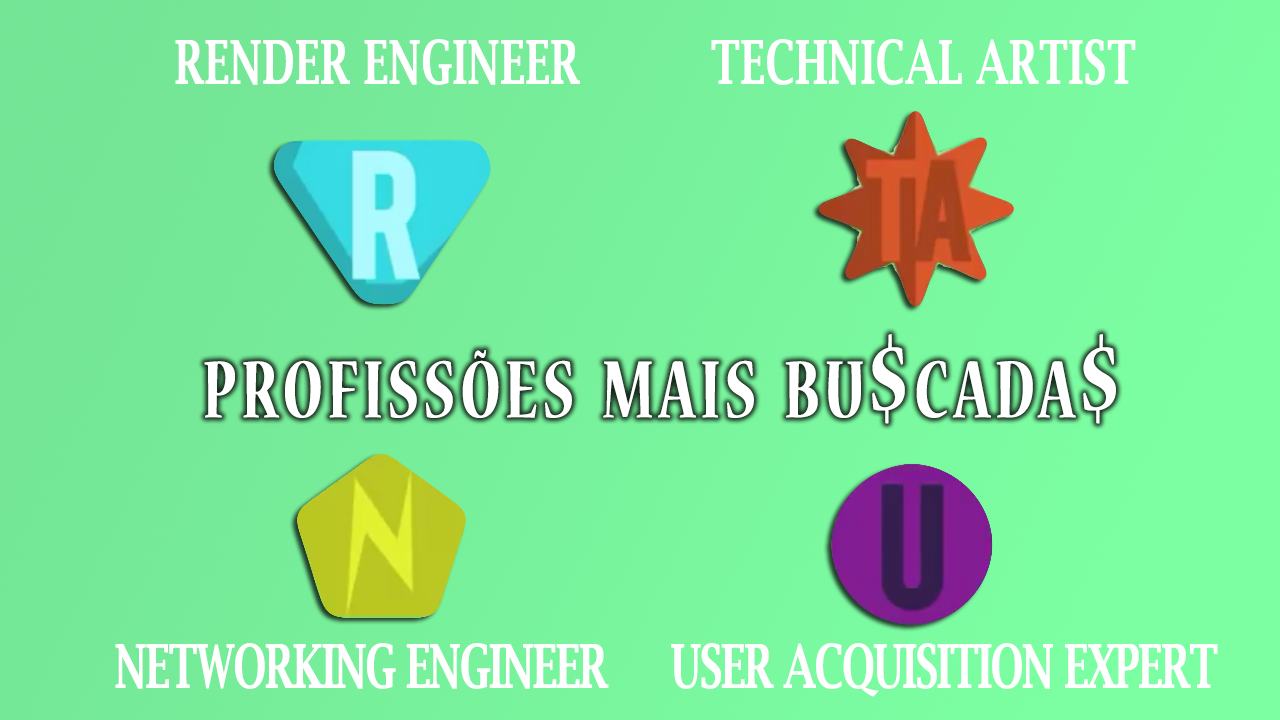 RENDER ENGINEER
TECHNICAL ARTIST
R
TA
PROFISSÕES MAIS BU$CADA$
N
U
NETWORKING ENGINEER
USER ACQUISITION EXPERT